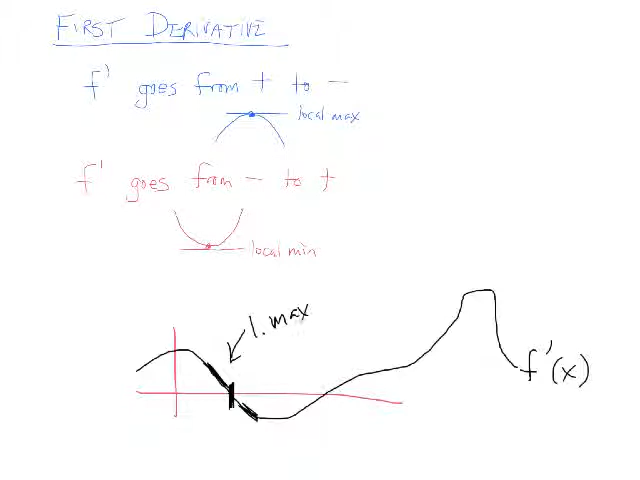 FIRST DERIVATIVE
f' goes from + to −
local max
f' goes from − to +
local min
l. max
f'(x)